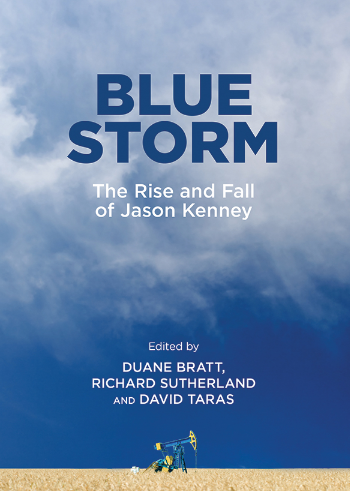 BLUE
STORM
The Rise and Fall
of Jason Kenney
Edited by
DUANE BRATT,
RICHARD SUTHERLAND
AND DAVID TARAS